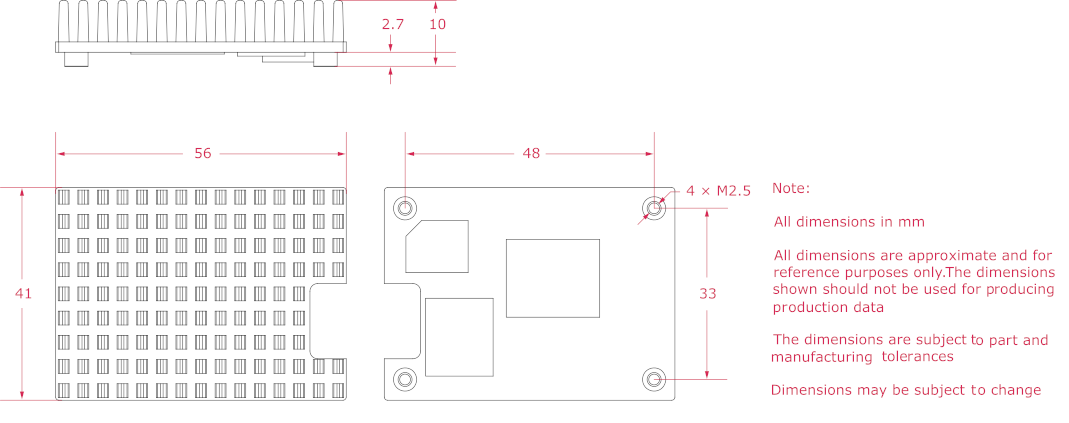 2.7 10
56
48
4 × M2.5
41
33
Note:
All dimensions in mm
All dimensions are approximate and for
reference purposes only.The dimensions
shown should not be used for producing
production data
The dimensions are subject to part and
manufacturing tolerances
Dimensions may be subject to change